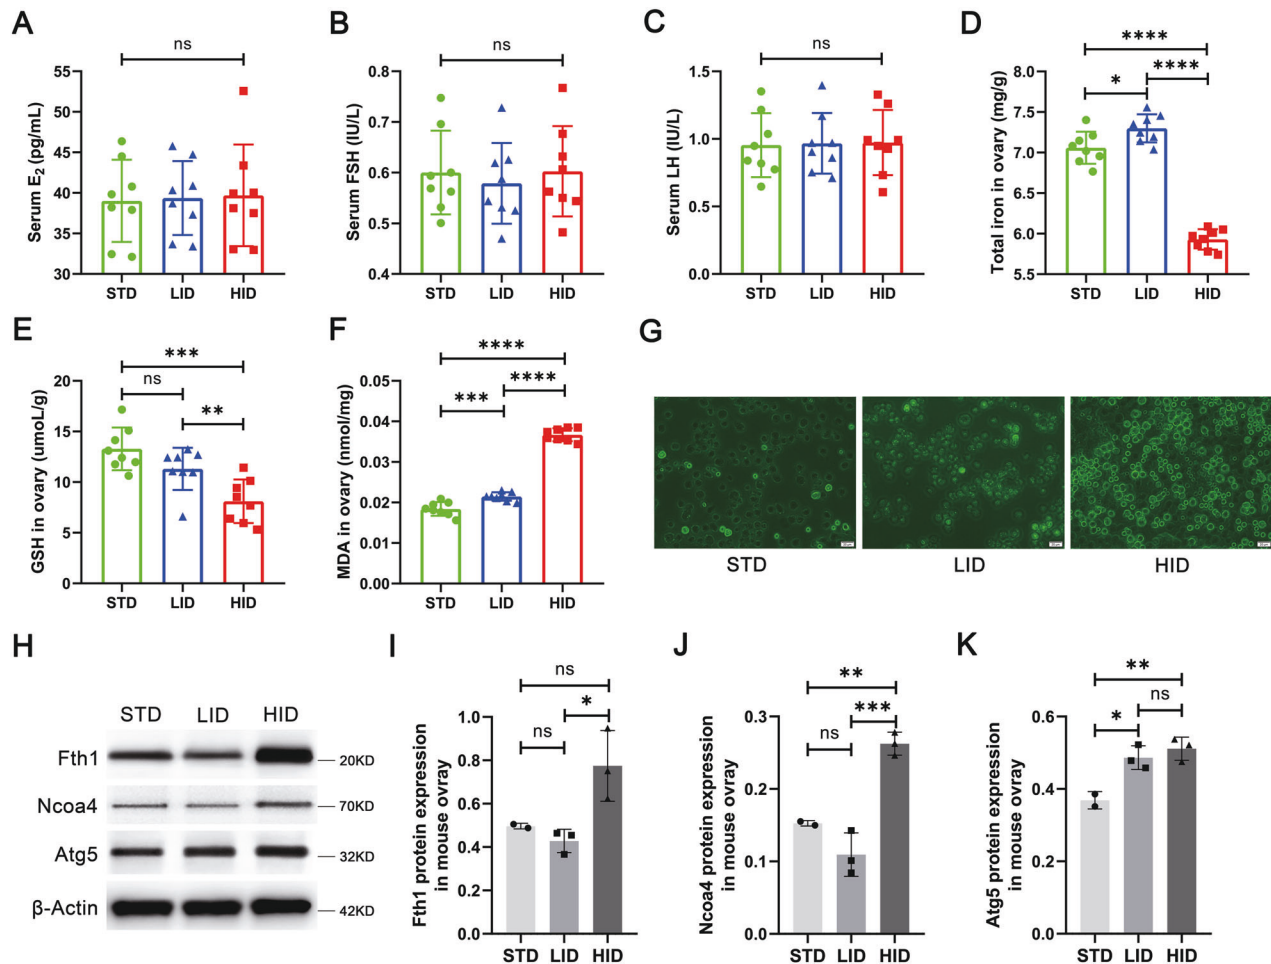 A
ns
Serum E2 (pg/mL)
55
50
45
40
35
30
STD LID HID
B
ns
Serum FSH (IU/L)
0.8
0.7
0.6
0.5
0.4
STD LID HID
C
ns
Serum LH (IU/L)
1.5
1.0
0.5
0.0
STD LID HID
D
****
* ****
Total iron in ovary (mg/g)
8.0
7.5
7.0
6.0
5.5
STD LID HID
E
***
ns
**
GSH in ovary (umoL/g)
20
15
10
5
0
STD LID HID
F
****
*** ****
MDA in ovary (nmol/mg)
0.05
0.04
0.03
0.02
0.01
0.00
STD LID HID
G
STD LID HID
H
STD LID HID
Fth1 20KD
Ncoa4 70KD
Atg5 32KD
β-Actin 42KD
I
ns
*
ns
Fth1 protein expression
in mouse ovray
1.0
0.8
0.6
0.4
0.2
0.0
STD LID HID
J
**
***
ns
Ncoa4 protein expression
in mouse ovray
0.3
0.2
0.1
0.0
STD LID HID
K
**
ns
*
Atg5 protein expression
in mouse ovray
0.6
0.4
0.2
0.0
STD LID HID